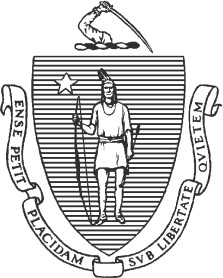 ENSE PETIT
PLACIDAM
SVB LIBERTATE
QVIETEM